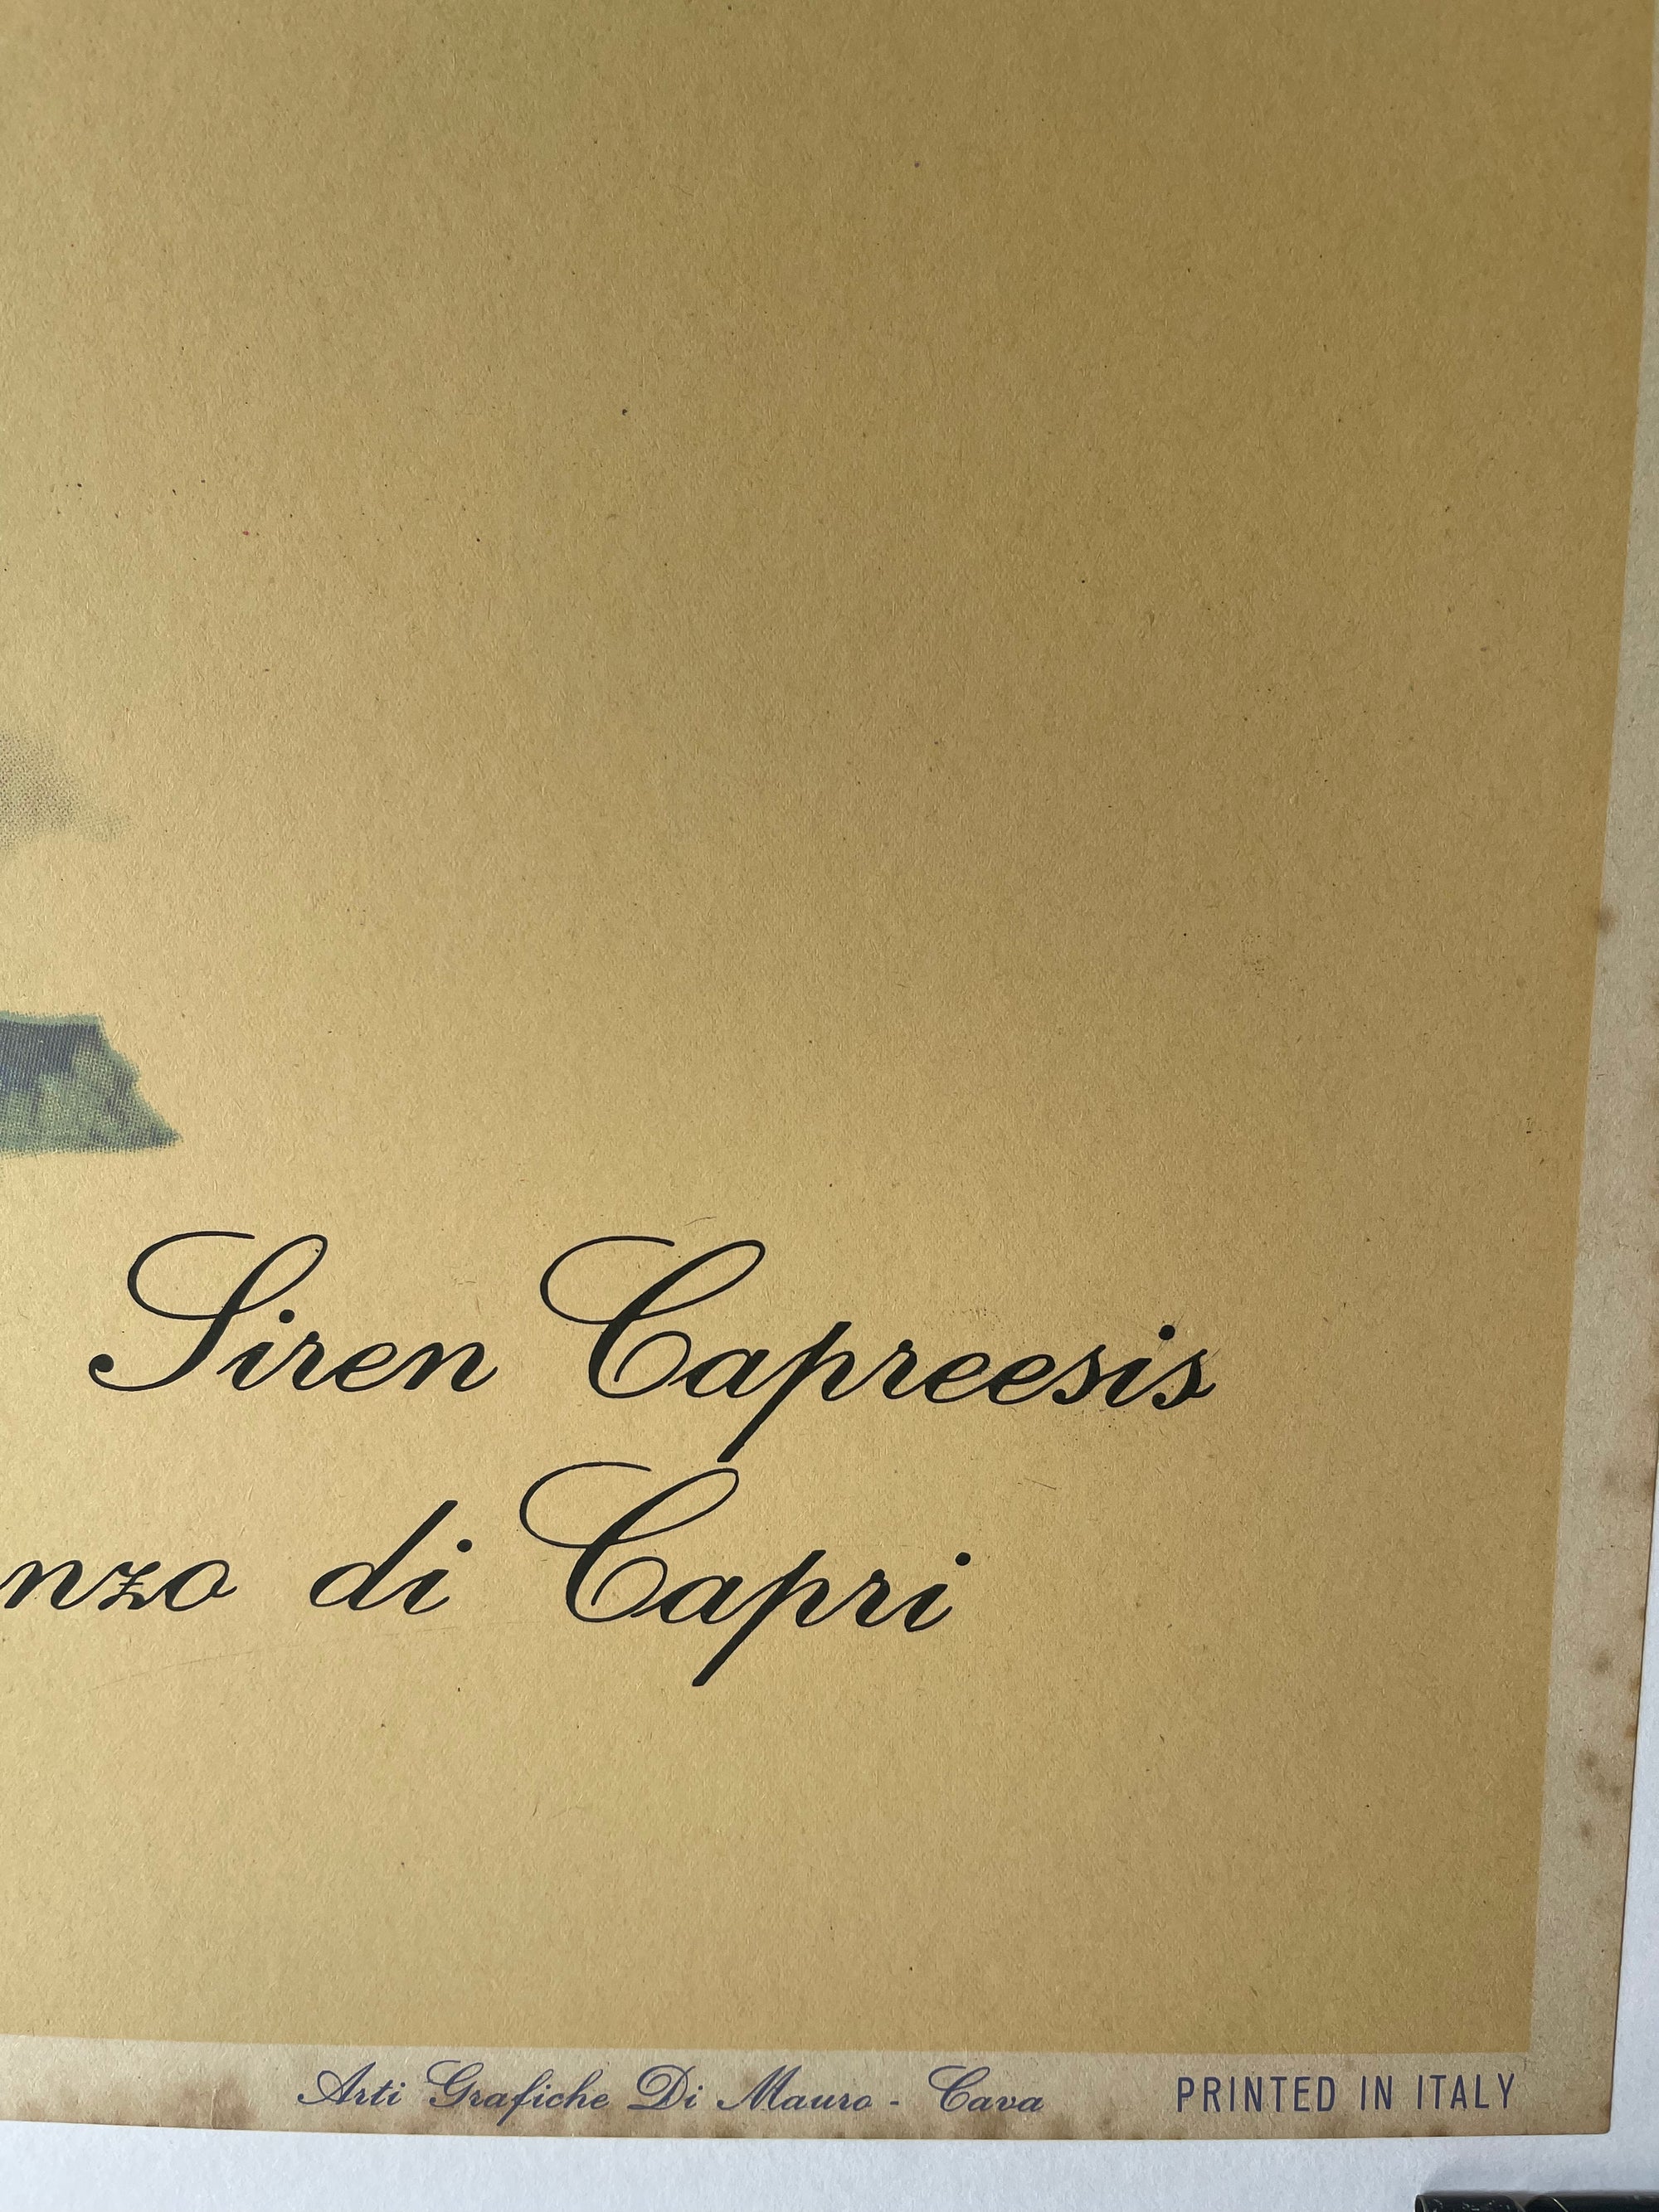 Siren Capreesis
nzo di Capri
Arti Grafiche Di Mauro - Cava PRINTED IN ITALY